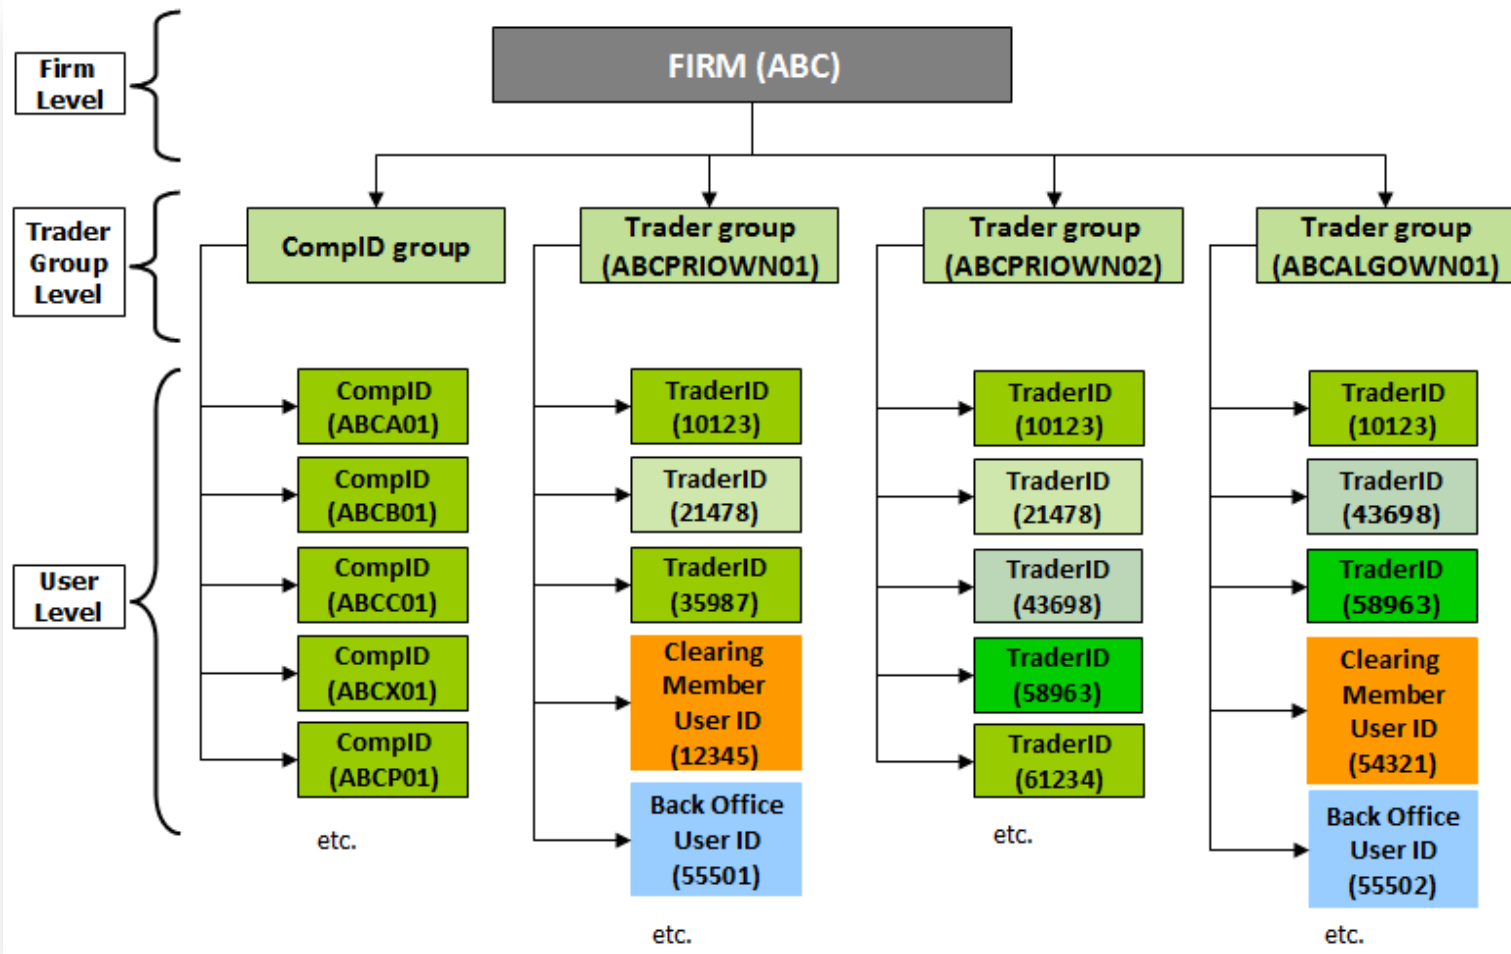 Firm
Level
FIRM (ABC)
Trader
Group
Level
CompID group
Trader group
(ABCPRIOWN01)
Trader group
(ABCPRIOWN02)
Trader group
(ABCALGOWN01)
User
Level
CompID
(ABCA01)
CompID
(ABCB01)
CompID
(ABCC01)
CompID
(ABCX01)
CompID
(ABCP01)
etc.
TraderID
(10123)
TraderID
(21478)
TraderID
(35987)
Clearing
Member
User ID
(12345)
Back Office
User ID
(55501)
etc.
TraderID
(10123)
TraderID
(21478)
TraderID
(43698)
TraderID
(58963)
TraderID
(61234)
etc.
TraderID
(10123)
TraderID
(43698)
TraderID
(58963)
Clearing
Member
User ID
(54321)
Back Office
User ID
(55502)
etc.